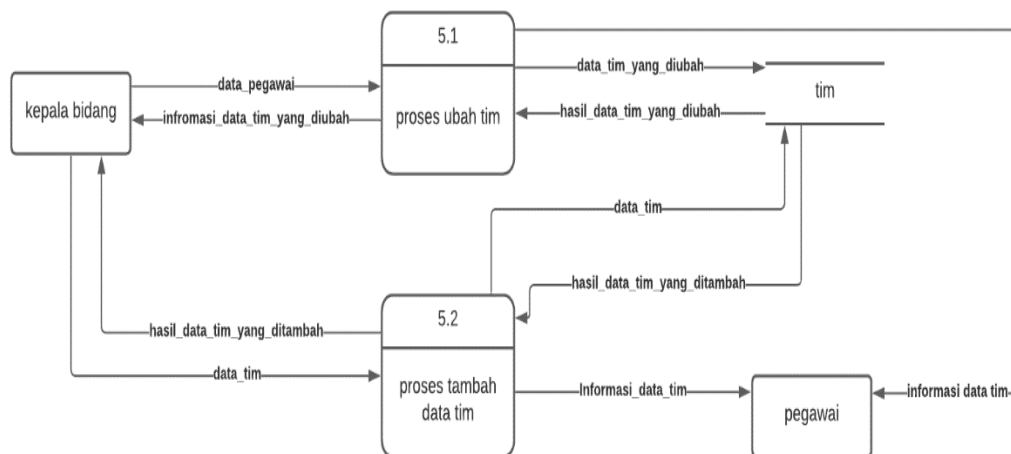 5.1
data_tim_yang_diubah
data_pegawai
tim
kepala bidang
hasil_data_tim_yang_diubah
infromasi_data_tim_yang_diubah
proses ubah tim
data_tim
hasil_data_tim_yang_ditambah
5.2
hasil_data_tim_yang_ditambah
data_tim
proses tambah
data tim
Informasi_data_tim
informasi data tim
pegawai